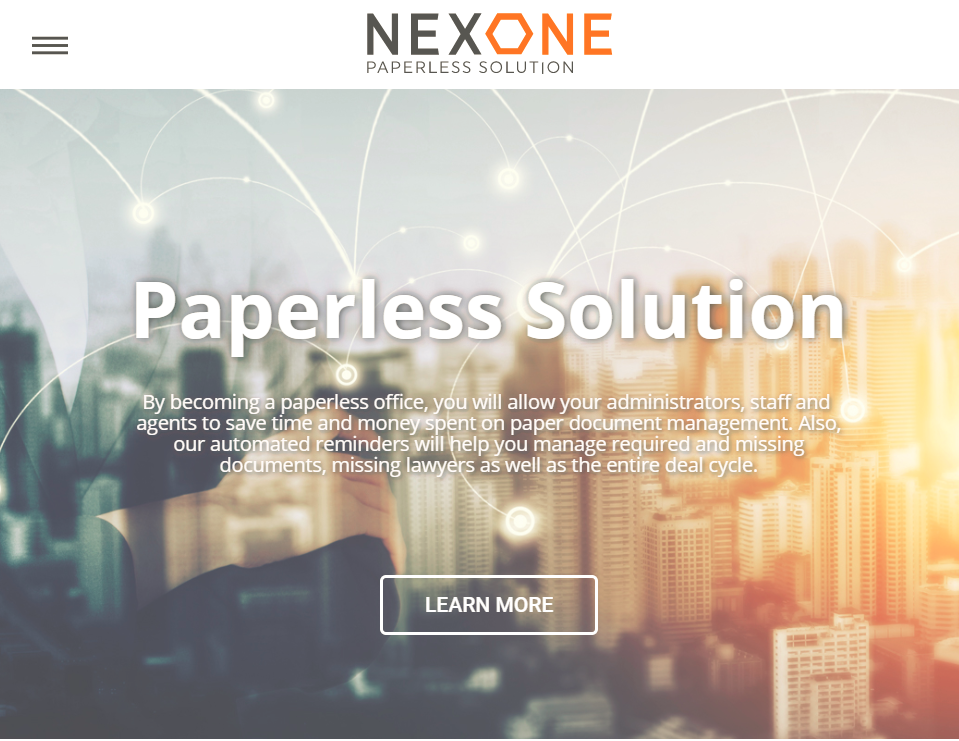 NEXONE
PAPERLESS SOLUTION
Paperless Solution
By becoming a paperless office, you will allow your administrators, staff and
agents to save time and money spent on paper document management. Also,
our automated reminders will help you manage required and missing
documents, missing lawyers as well as the entire deal cycle.
LEARN MORE